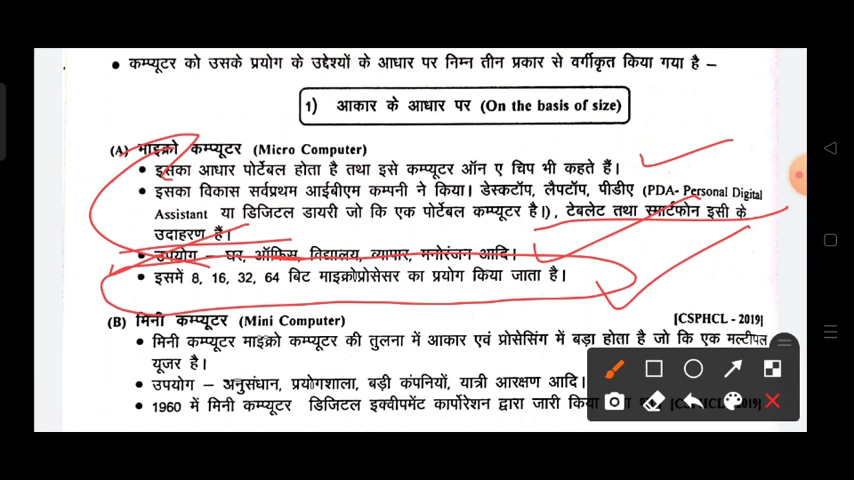 • कम्प्यूटर को उसके प्रयोग के उद्देश्यों के आधार पर निम्न तीन प्रकार से वर्गीकृत किया गया है –
1) आकार के आधार पर (On the basis of size)
(A) माइक्रो कम्प्यूटर (Micro Computer)
• इसका आधार पोर्टेबल होता है तथा इसे कम्प्यूटर ऑन ए चिप भी कहते हैं।
• इसका विकास सर्वप्रथम आईबीएम कम्पनी ने किया। डेस्कटॉप, लैपटॉप, पीडीए (PDA- Personal Digital
Assistant या डिजिटल डायरी जो कि एक पोर्टेबल कम्प्यूटर है।), टेबलेट तथा स्मार्टफोन इसी के
उदाहरण हैं।
• उपयोग – घर, ऑफिस, विद्यालय, व्यापार, मनोरंजन आदि।
• इसमें 8, 16, 32, 64 बिट माइक्रोप्रोसेसर का प्रयोग किया जाता है।
(B) मिनी कम्प्यूटर (Mini Computer) [CSPHCL - 2019]
• मिनी कम्प्यूटर माइक्रो कम्प्यूटर की तुलना में आकार एवं प्रोसेसिंग में बड़ा होता है जो कि एक मल्टीपल
यूजर है।
• उपयोग – अनुसंधान, प्रयोगशाला, बड़ी कंपनियों, यात्री आरक्षण आदि।
• 1960 में मिनी कम्प्यूटर डिजिटल इक्वीपमेंट कार्पोरेशन द्वारा जारी किया